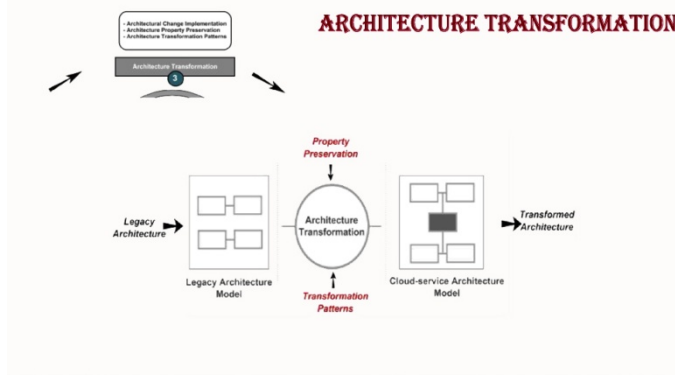 ARCHITECTURE TRANSFORMATION
- Architectural Change Implementation
- Architecture Property Preservation
- Architecture Transformation Patterns
Architecture Transformation
3
Property
Preservation
Legacy
Architecture
Architecture
Transformation
Transformed
Architecture
Legacy Architecture
Model
Cloud-service Architecture
Model
Transformation
Patterns